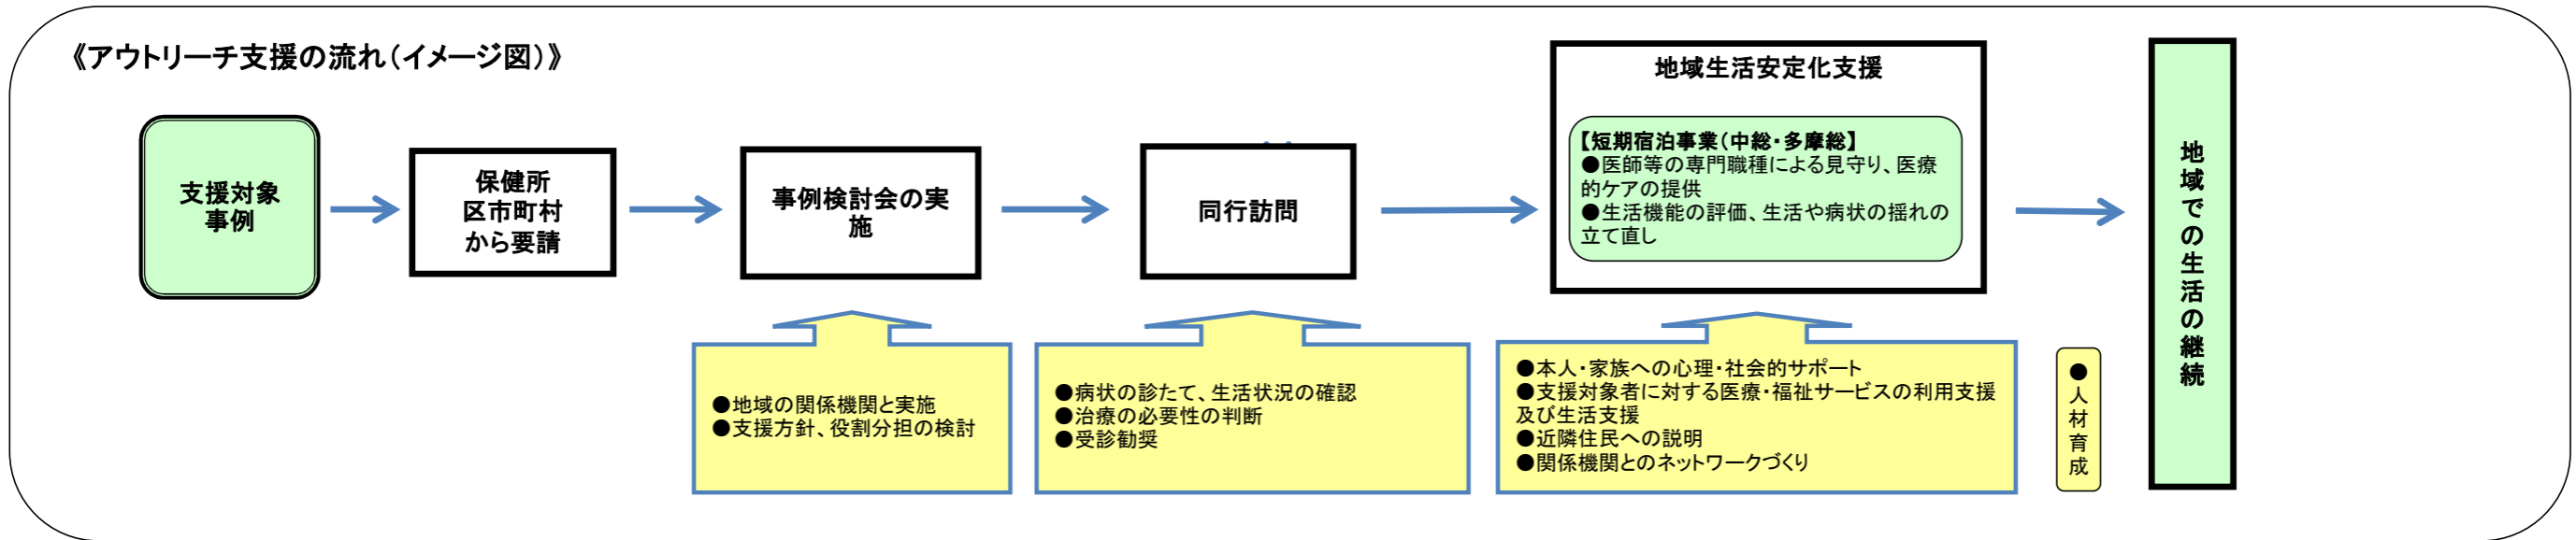 《アウトリーチ支援の流れ（イメージ図）》
支援対象
事例
保健所
区市町村
から要請
事例検討会の実
施
同行訪問
地域生活安定化支援
【短期宿泊事業（中総・多摩総】
●医師等の専門職種による見守り、医療
的ケアの提供
●生活機能の評価、生活や病状の揺れの
立て直し
地域での生活の継続
●地域の関係機関と実施
●支援方針、役割分担の検討
●病状の診たて、生活状況の確認
●治療の必要性の判断
●受診勧奨
●本人・家族への心理・社会的サポート
●支援対象者に対する医療・福祉サービスの利用支援
及び生活支援
●近隣住民への説明
●関係機関とのネットワークづくり
●人材育成